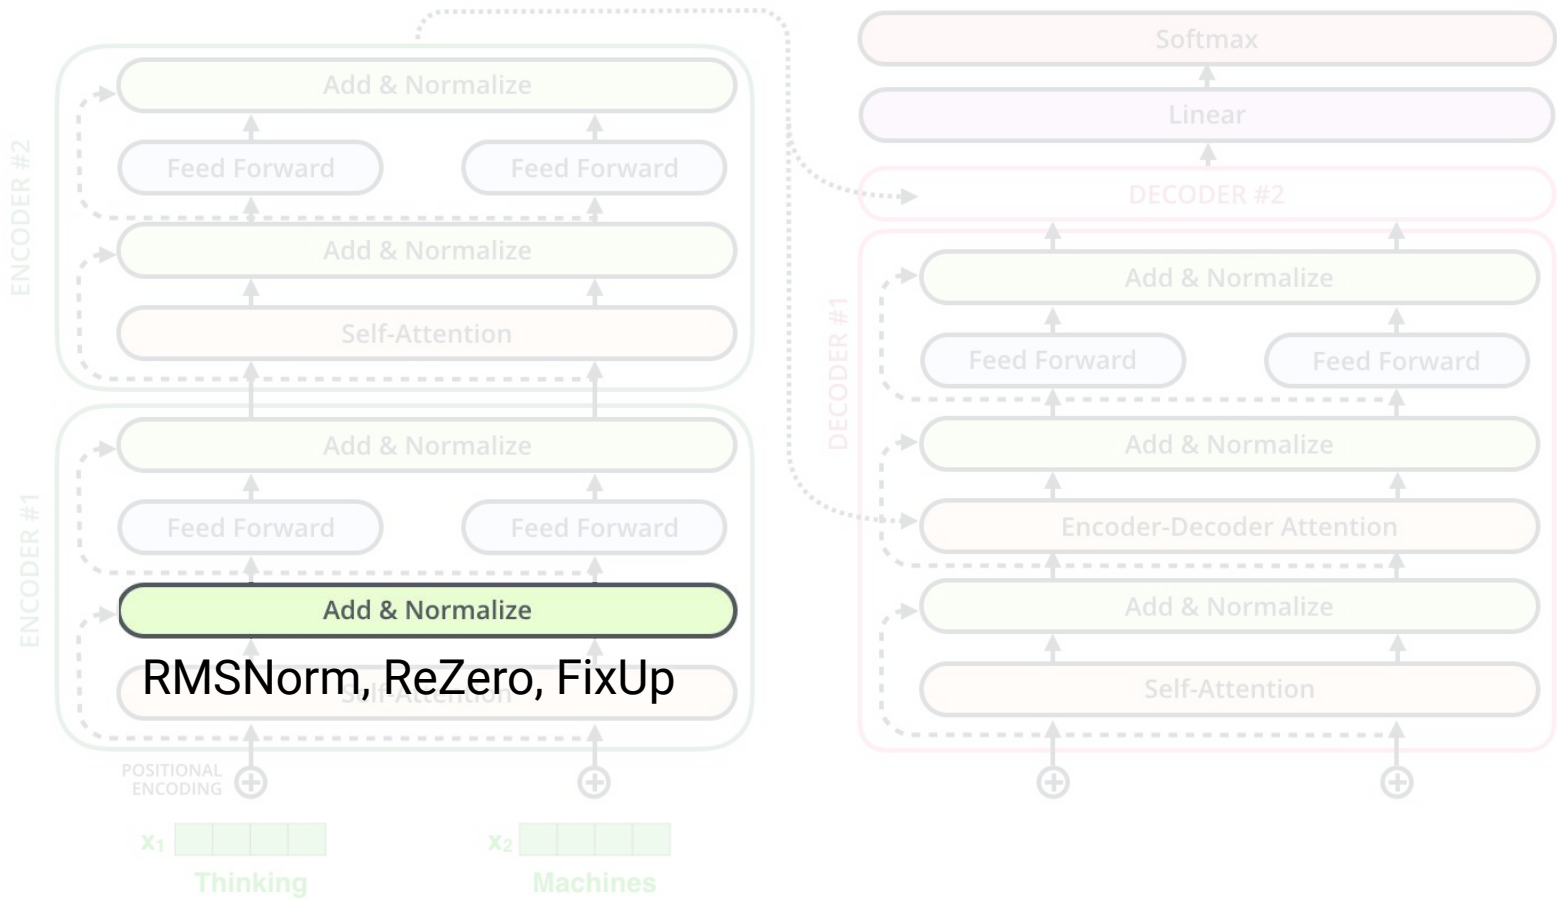 ENCODER #2
Add & Normalize
Feed Forward
Feed Forward
Add & Normalize
Self-Attention
ENCODER #1
Add & Normalize
Feed Forward
Feed Forward
Add & Normalize
RMSNorm, ReZero, FixUp
Self-Attention
POSITIONAL
ENCODING
x₁
Thinking
x₂
Machines
Softmax
Linear
DECODER #2
DECODER #1
Add & Normalize
Feed Forward
Feed Forward
Add & Normalize
Encoder-Decoder Attention
Add & Normalize
Self-Attention